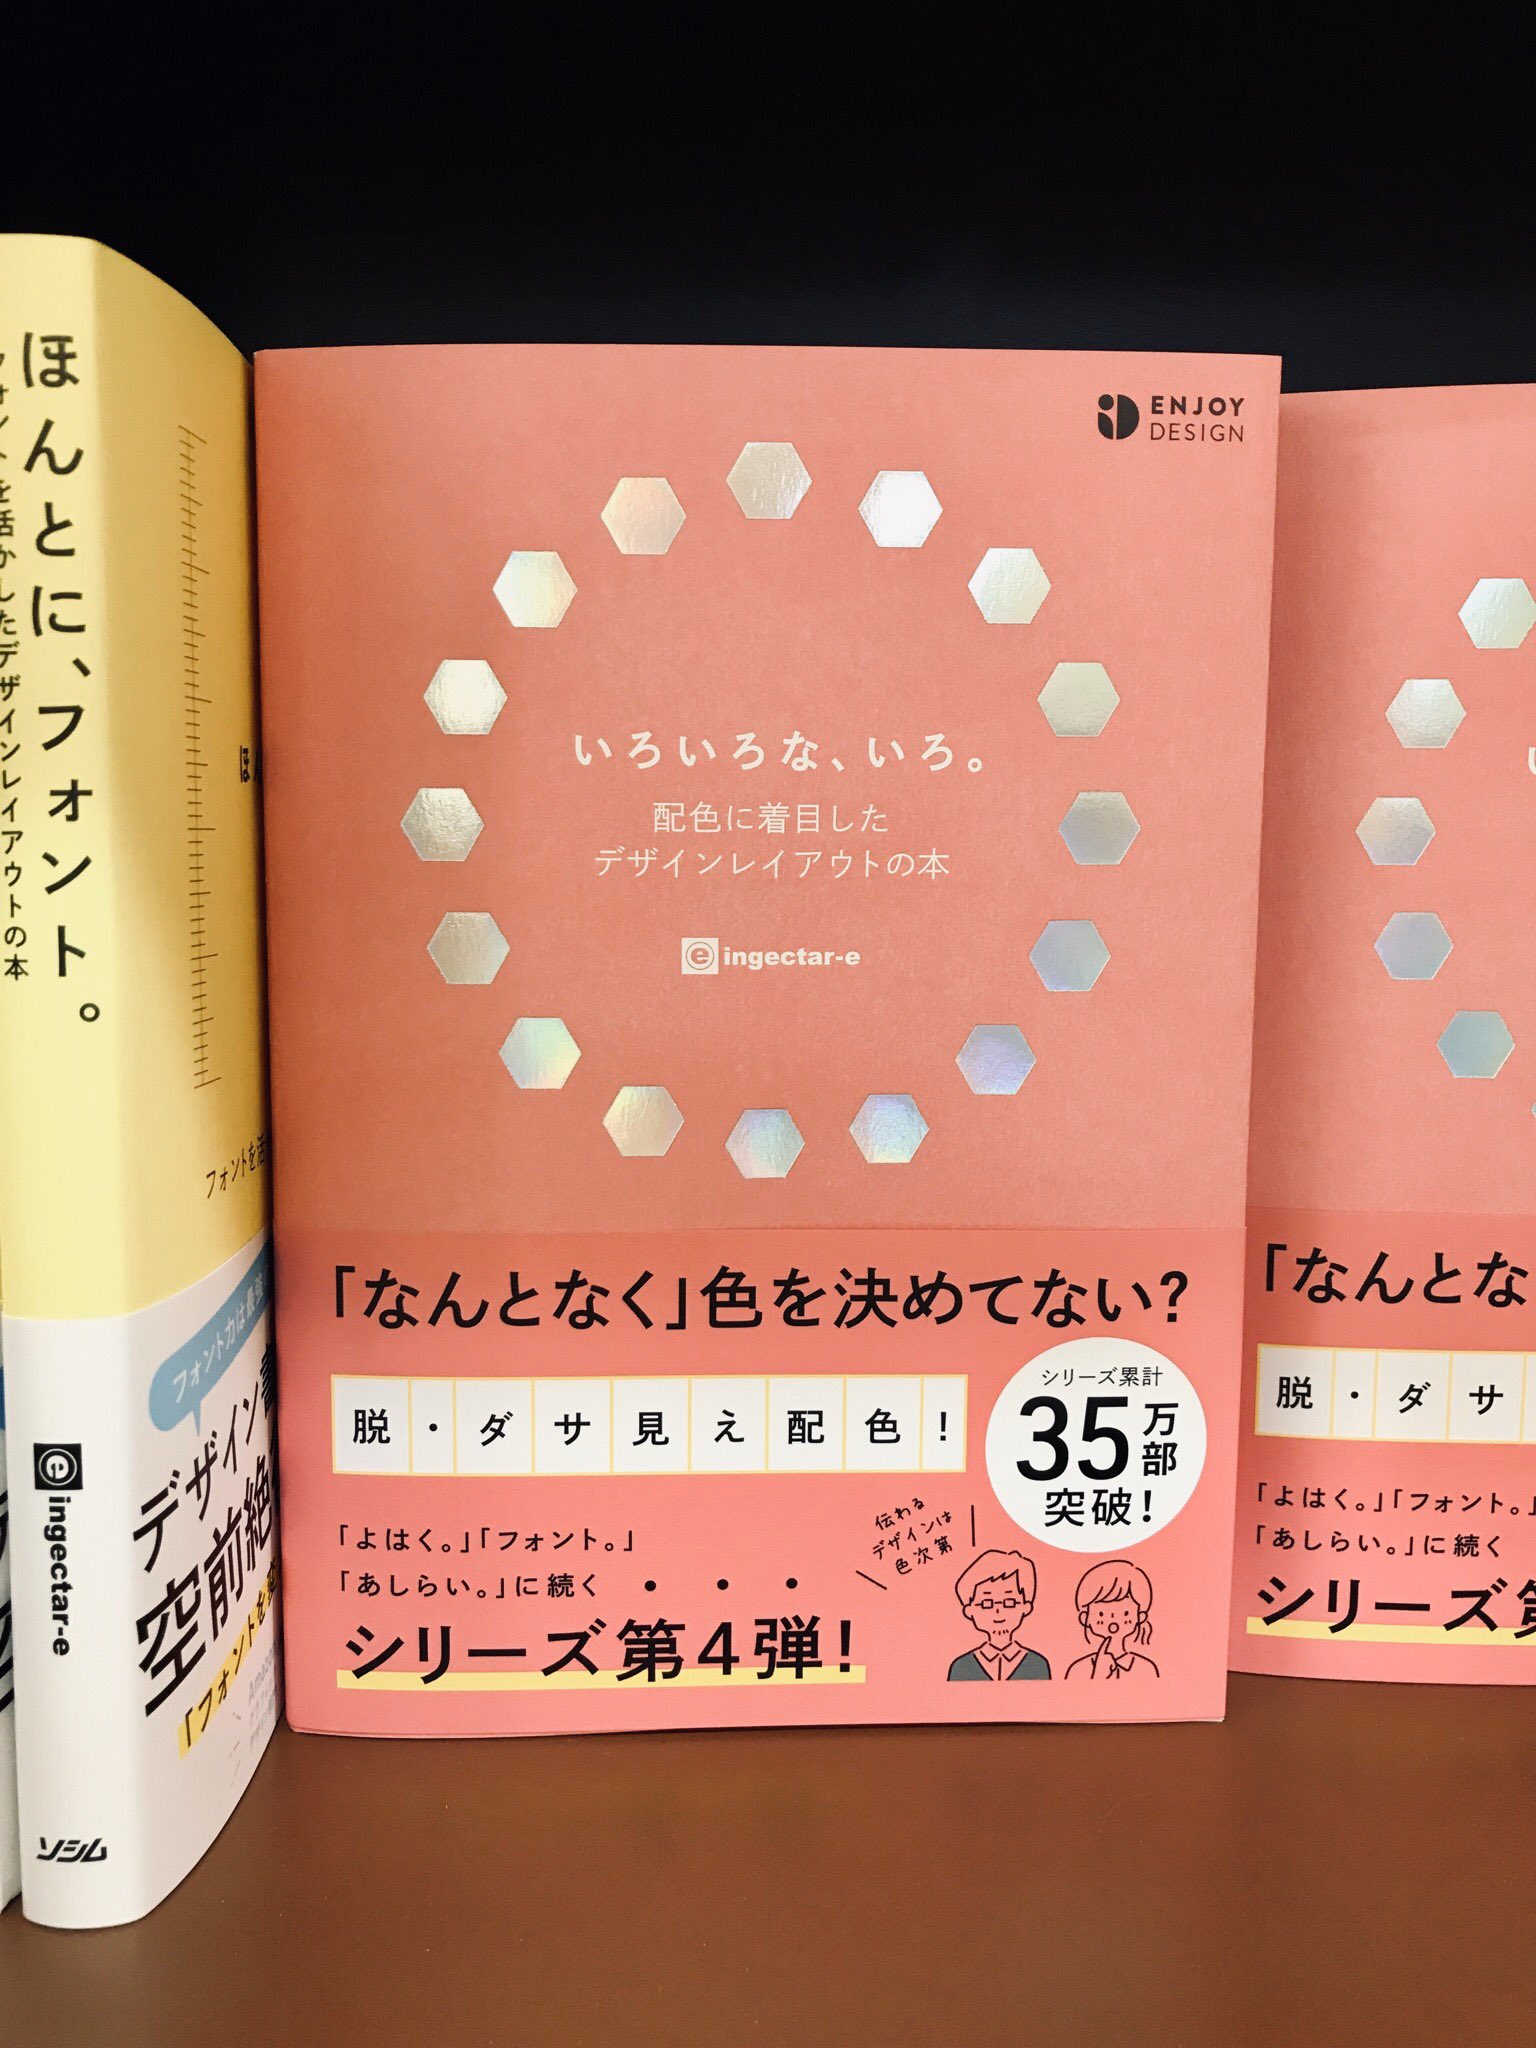 ほんとに、フォント。
フォントを活かしたデザインレイアウトの本
ingectar-e
ソシム
フォントを活
フォント力は最強
デザイン書
空前絶
「フォントを変
ENJOY
DESIGN
いろいろな、いろ。
配色に着目した
デザインレイアウトの本
ingectar-e
「なんとなく」色を決めてない?
脱・ダサ見え配色!
シリーズ累計
35万部
突破!
「よはく。」「フォント。」
「あしらい。」に続く
シリーズ第4弾!
伝わる
デザインは
色次第
「なんとな
脱・ダサ
「よはく。」「フォント。」
「あしらい。」に続く
シリーズ第